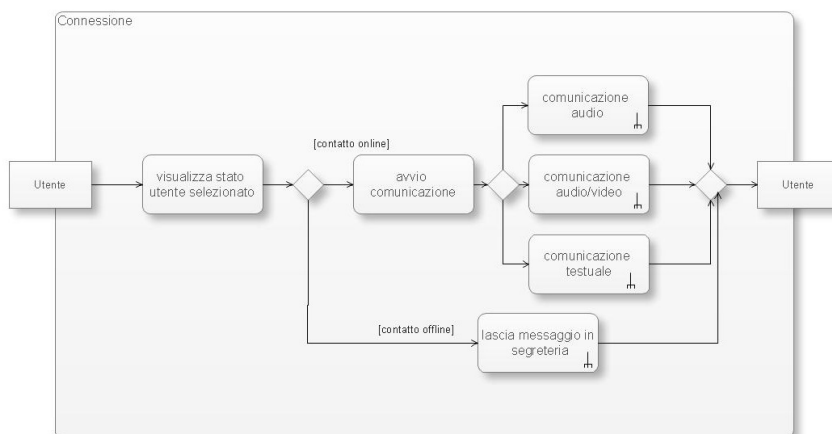 Connessione
comunicazione
audio
[contatto online]
Utente
visualizza stato
utente selezionato
avvio
comunicazione
comunicazione
audio/video
Utente
comunicazione
testuale
[contatto offline]
lascia messaggio in
segreteria